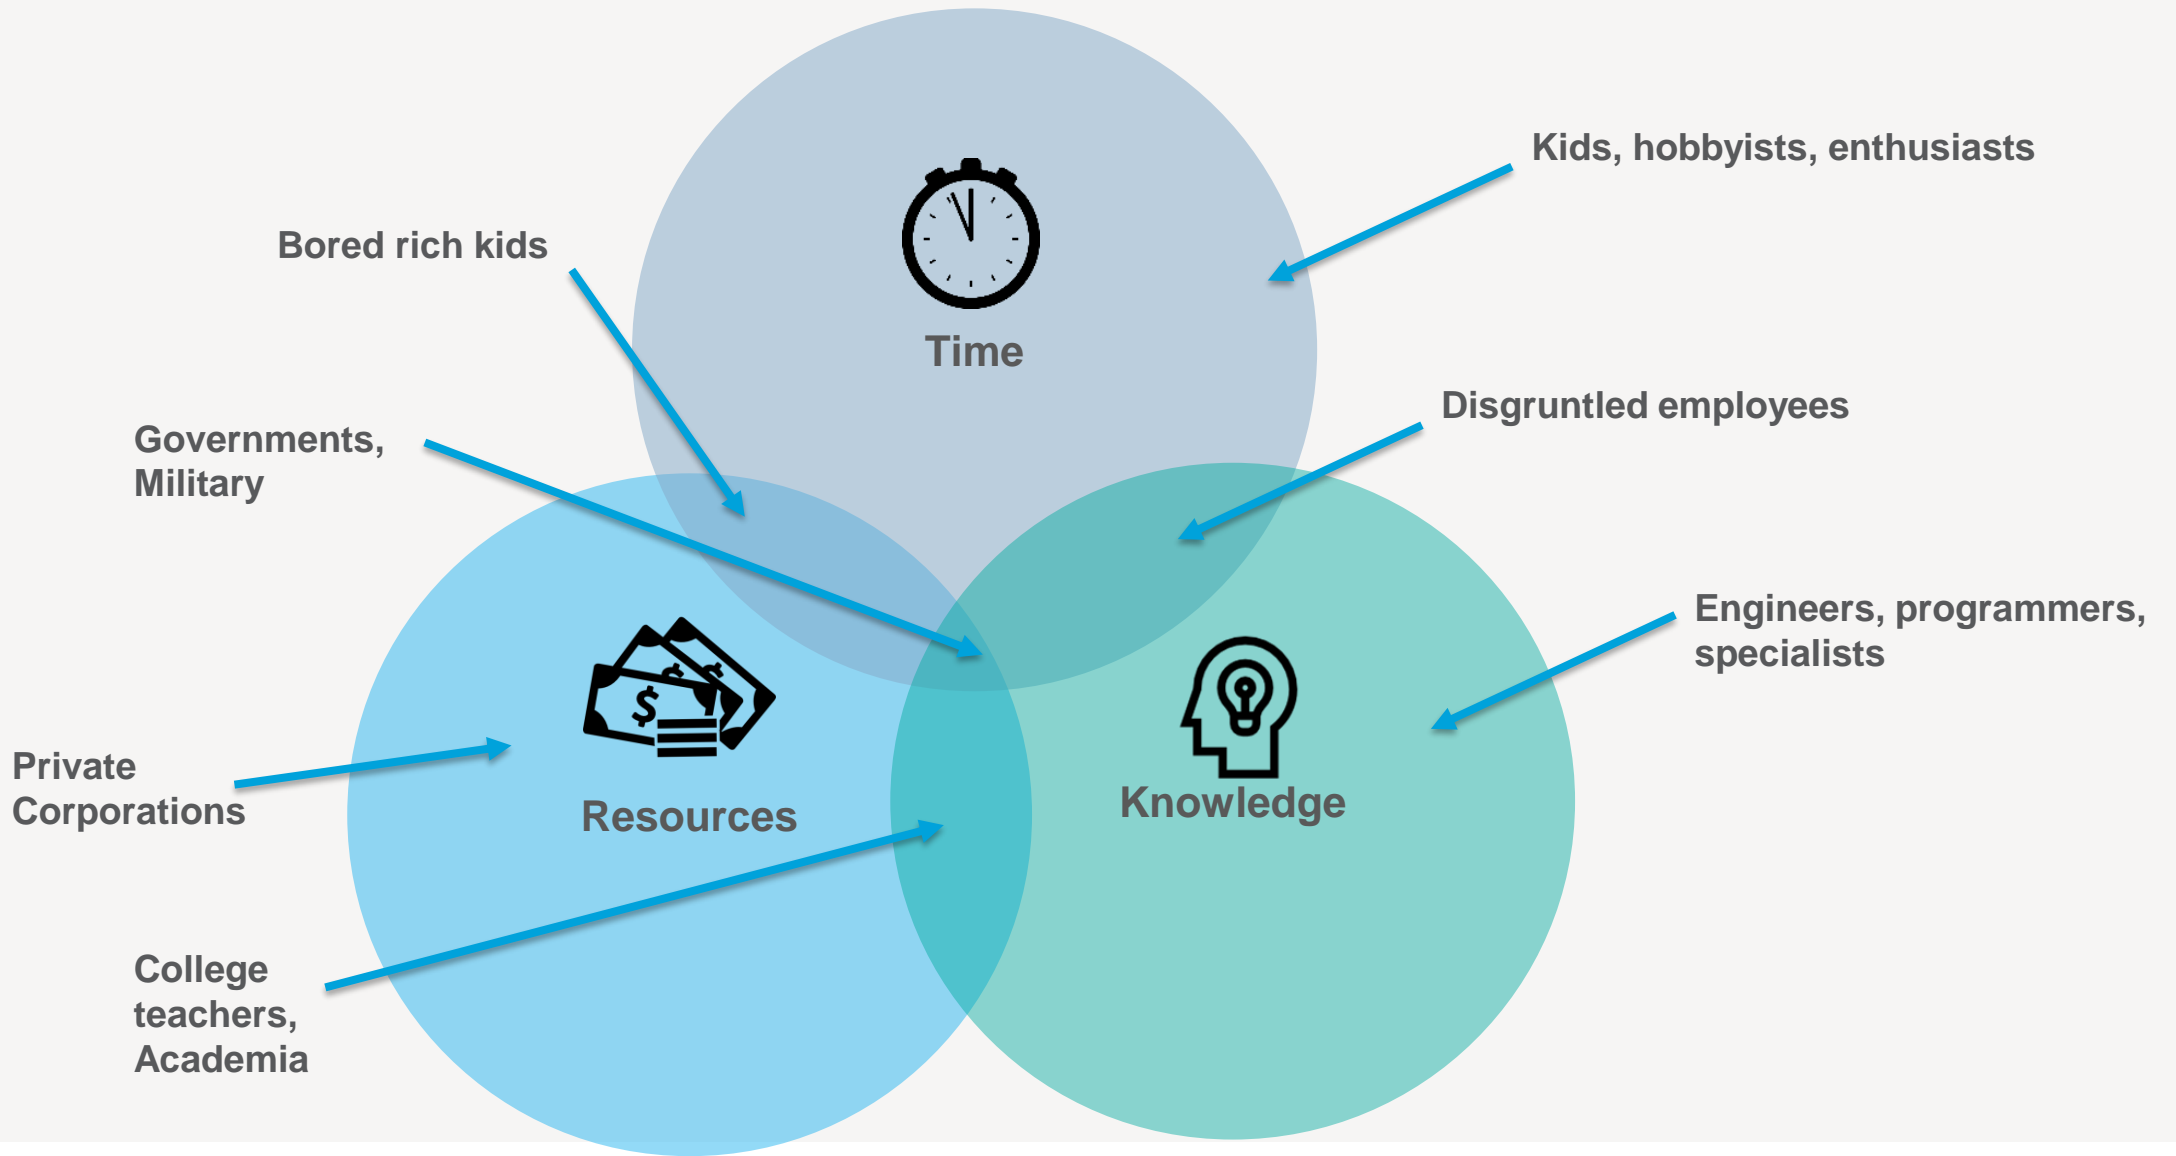 Kids, hobbyists, enthusiasts
Bored rich kids
Time
Disgruntled employees
Governments,
Military
Engineers, programmers,
specialists
$
$
$
Private
Corporations
Resources
Knowledge
College
teachers,
Academia